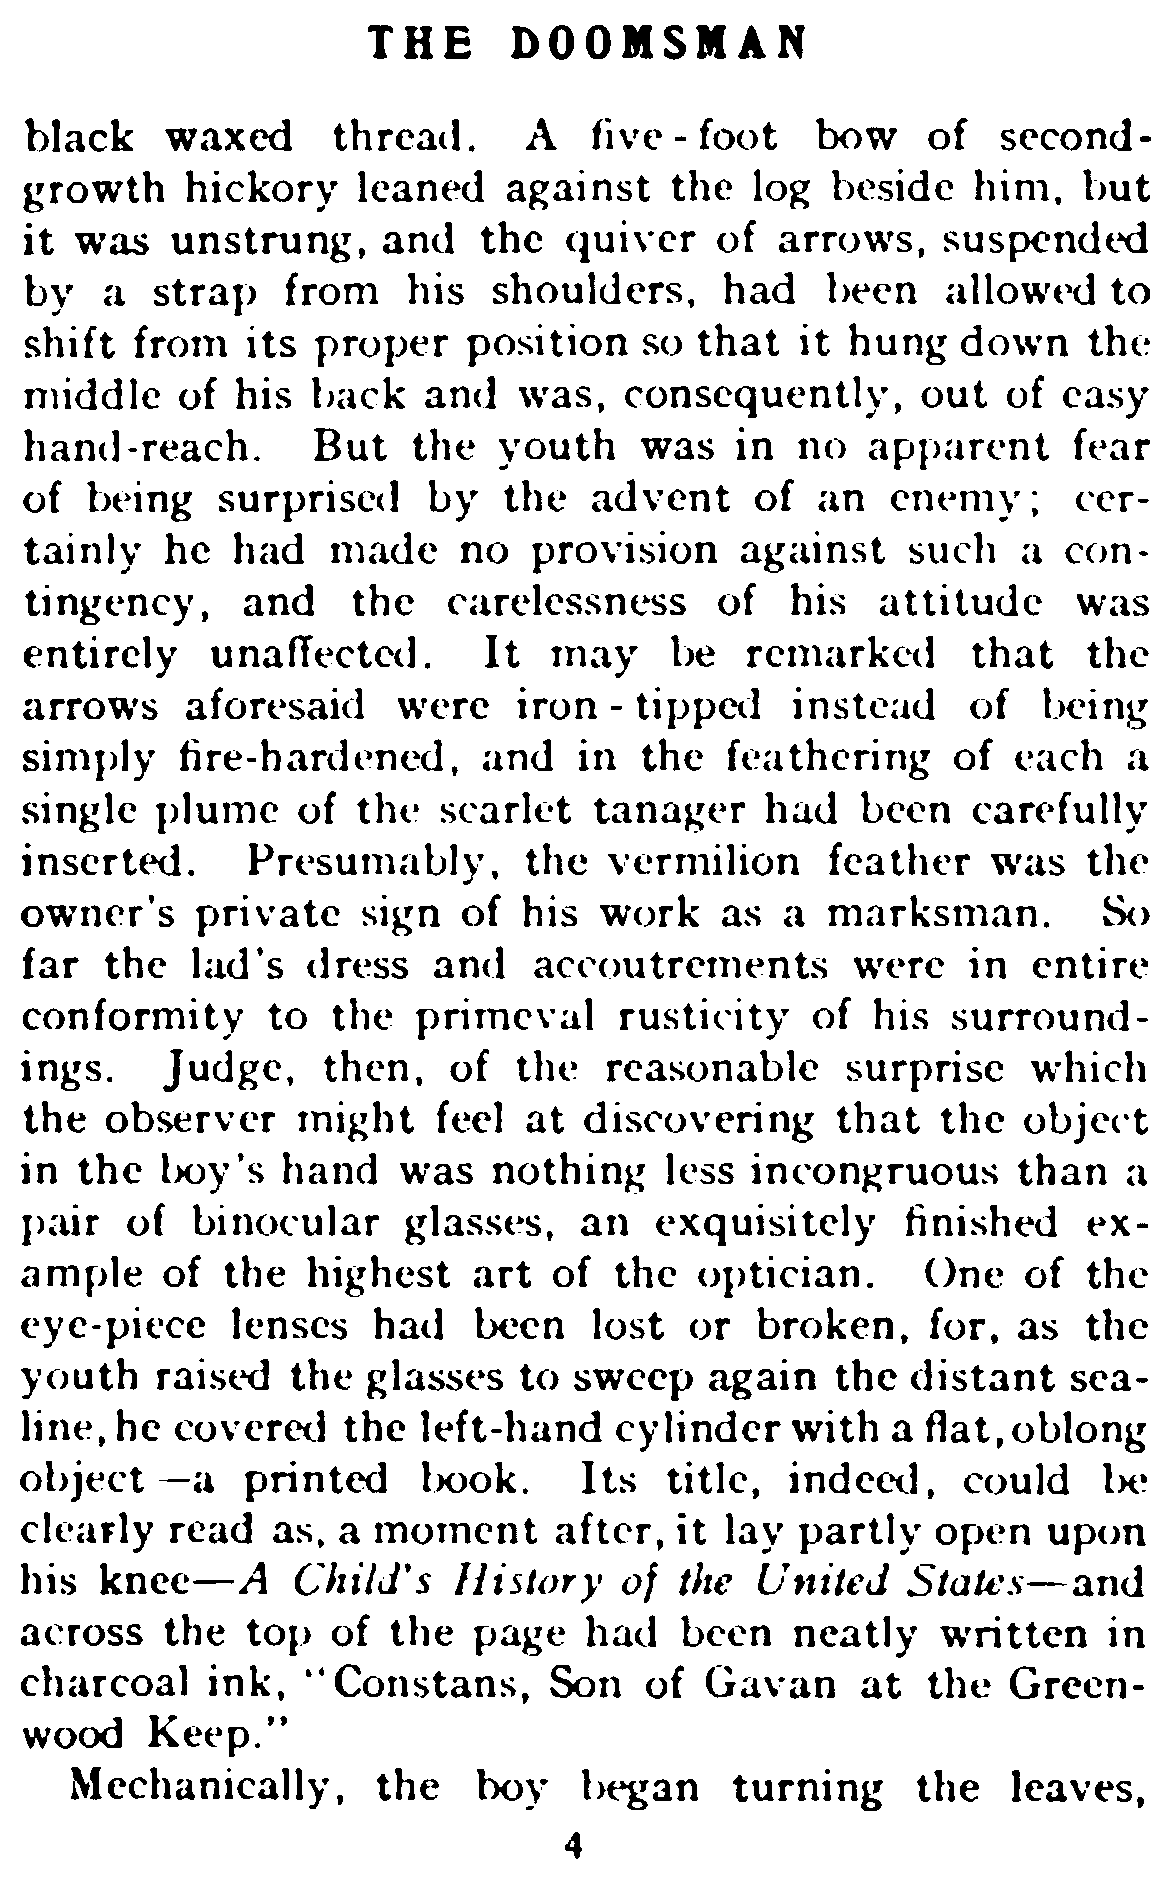 THE DOOMSMAN
black waxed thread. A five-foot bow of second-
growth hickory leaned against the log beside him, but
it was unstrung, and the quiver of arrows, suspended
by a strap from his shoulders, had been allowed to
shift from its proper position so that it hung down the
middle of his back and was, consequently, out of easy
hand-reach. But the youth was in no apparent fear
of being surprised by the advent of an enemy; cer-
tainly he had made no provision against such a con-
tingency, and the carelessness of his attitude was
entirely unaffected. It may be remarked that the
arrows aforesaid were iron-tipped instead of being
simply fire-hardened, and in the feathering of each a
single plume of the scarlet tanager had been carefully
inserted. Presumably, the vermilion feather was the
owner's private sign of his work as a marksman. So
far the lad's dress and accoutrements were in entire
conformity to the primeval rusticity of his surround-
ings. Judge, then, of the reasonable surprise which
the observer might feel at discovering that the object
in the boy's hand was nothing less incongruous than a
pair of binocular glasses, an exquisitely finished ex-
ample of the highest art of the optician. One of the
eye-piece lenses had been lost or broken, for, as the
youth raised the glasses to sweep again the distant sea-
line, he covered the left-hand cylinder with a flat, oblong
object—a printed book. Its title, indeed, could be
clearly read as, a moment after, it lay partly open upon
his knee—A Child's History of the United States—and
across the top of the page had been neatly written in
charcoal ink, "Constans, Son of Gavan at the Green-
wood Keep."
Mechanically, the boy began turning the leaves,
4